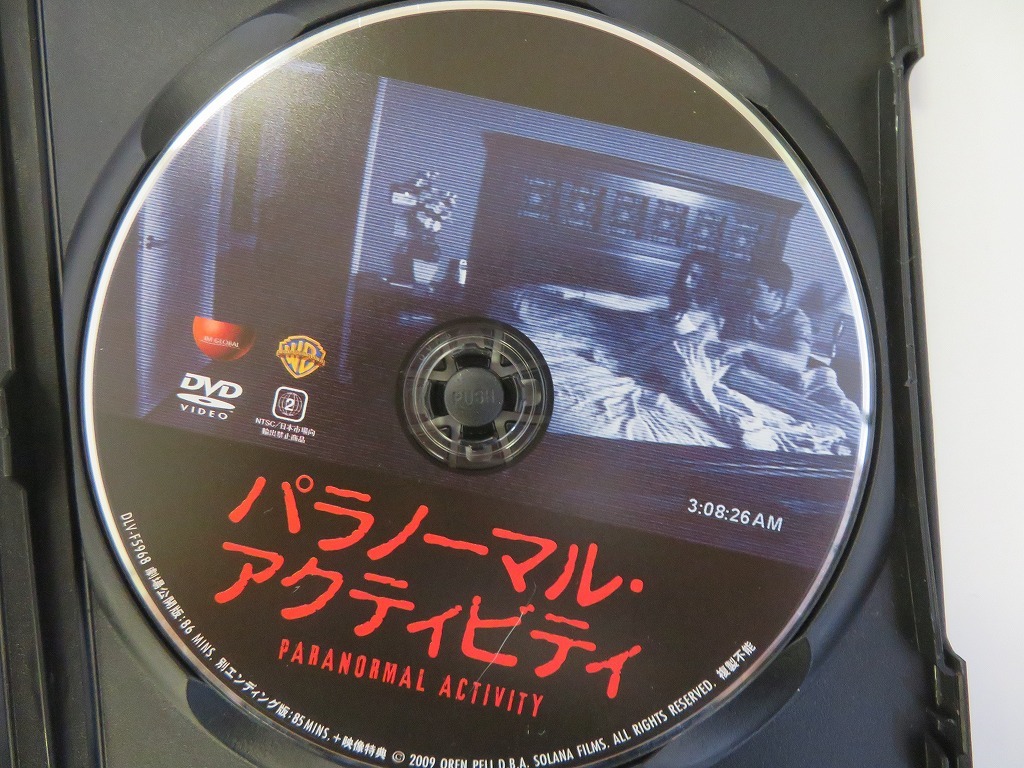 GLOBAL
WB
DVD
VIDEO
2
NTSC/日本市場向
輸出禁止商品
PUSH
3:08:26AM
パラノーマル・
アクティビティ
PARANORMAL ACTIVITY
DLV-F5968 劇場公開版:86 MINS. 別エンディング版:85 MINS. +映像特典 © 2009 OREN PELI D.B.A. SOLANA FILMS. ALL RIGHTS RESERVED. 複製不能